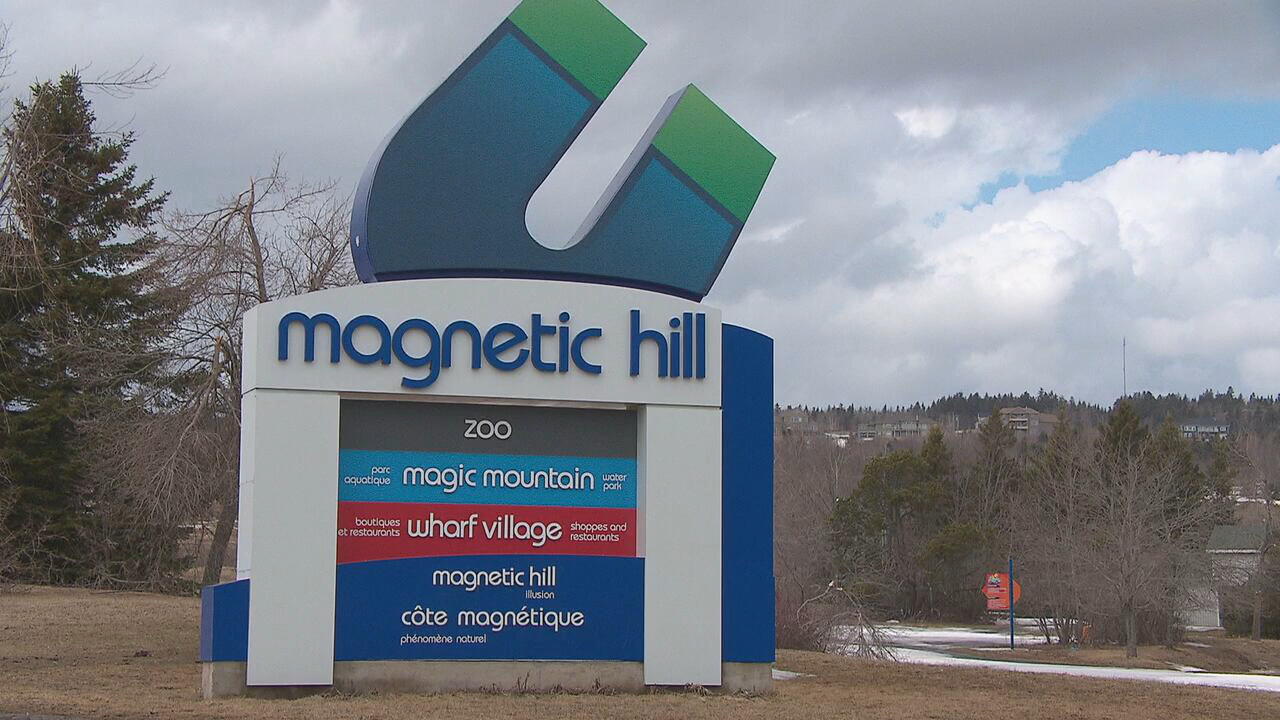 magnetic hill
zoo
parc aquatique magic mountain water park
boutiques et restaurants wharf village shoppes and restaurants
magnetic hill
illusion
côte magnétique
phénomène naturel